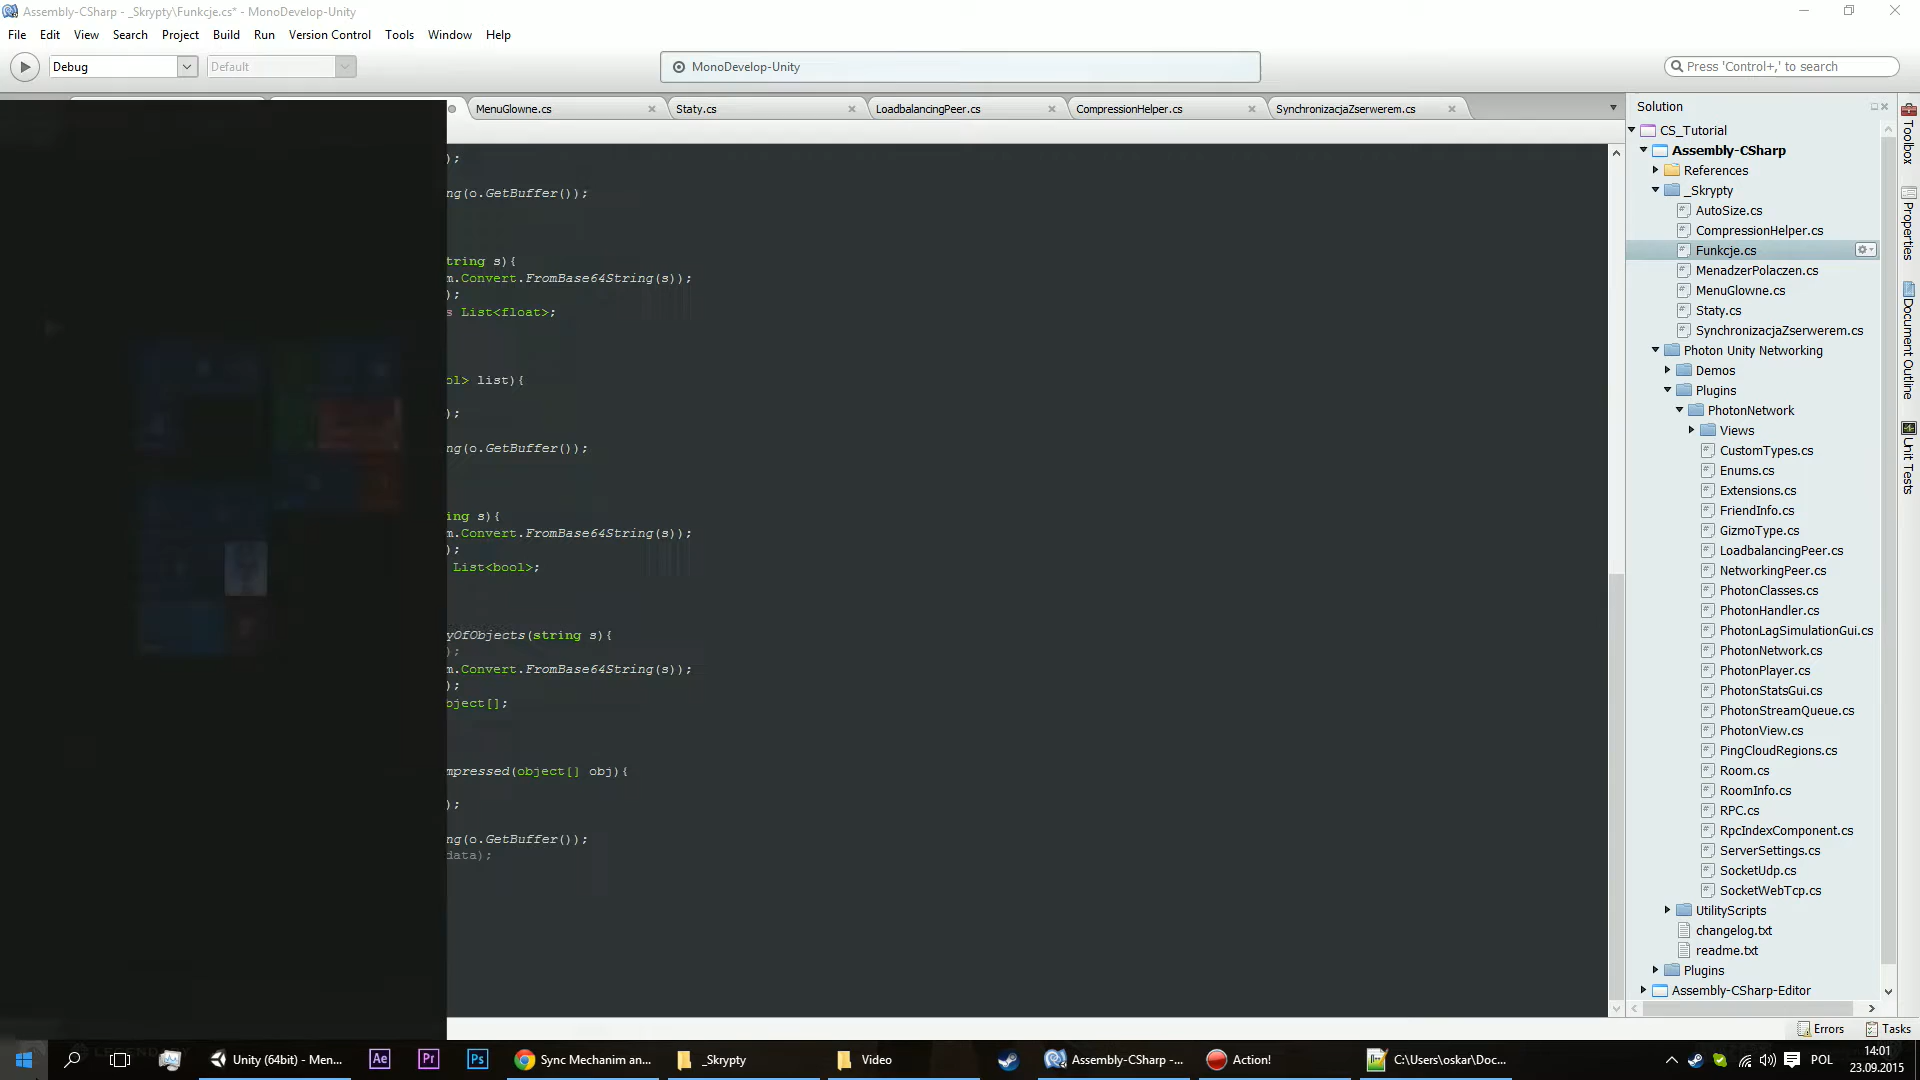 Assembly-CSharp - _Skrypty\Funkcje.cs* - MonoDevelop-Unity
File Edit View Search Project Build Run Version Control Tools Window Help
Debug Default MonoDevelop-Unity Press 'Control+,' to search
MenuGlowne.cs Staty.cs LoadbalancingPeer.cs CompressionHelper.cs SynchronizacjaZserwerem.cs
);
ng(o.GetBuffer());
tring s){
m.Convert.FromBase64String(s));
);
s List<float>;
ol> list){
);
ng(o.GetBuffer());
ing s){
m.Convert.FromBase64String(s));
);
List<bool>;
yOfObjects(string s){
);
m.Convert.FromBase64String(s));
);
bject[];
mpressed(object[] obj){
);
ng(o.GetBuffer());
data);
Solution
CS_Tutorial
Assembly-CSharp
References
_Skrypty
AutoSize.cs
CompressionHelper.cs
Funkcje.cs
MenadzerPolaczen.cs
MenuGlowne.cs
Staty.cs
SynchronizacjaZserwerem.cs
Photon Unity Networking
Demos
Plugins
PhotonNetwork
Views
CustomTypes.cs
Enums.cs
Extensions.cs
FriendInfo.cs
GizmoType.cs
LoadbalancingPeer.cs
NetworkingPeer.cs
PhotonClasses.cs
PhotonHandler.cs
PhotonLagSimulationGui.cs
PhotonNetwork.cs
PhotonPlayer.cs
PhotonStatsGui.cs
PhotonStreamQueue.cs
PhotonView.cs
PingCloudRegions.cs
Room.cs
RoomInfo.cs
RPC.cs
RpcIndexComponent.cs
ServerSettings.cs
SocketUdp.cs
SocketWebTcp.cs
UtilityScripts
changelog.txt
readme.txt
Plugins
Assembly-CSharp-Editor
Toolbox
Properties
Document Outline
Unit Tests
Errors Tasks
Unity (64bit) - Men... Ae Pr Ps Sync Mechanim an... _Skrypty Video Assembly-CSharp -... Action! C:\Users\oskar\Doc... POL 14:01
23.09.2015